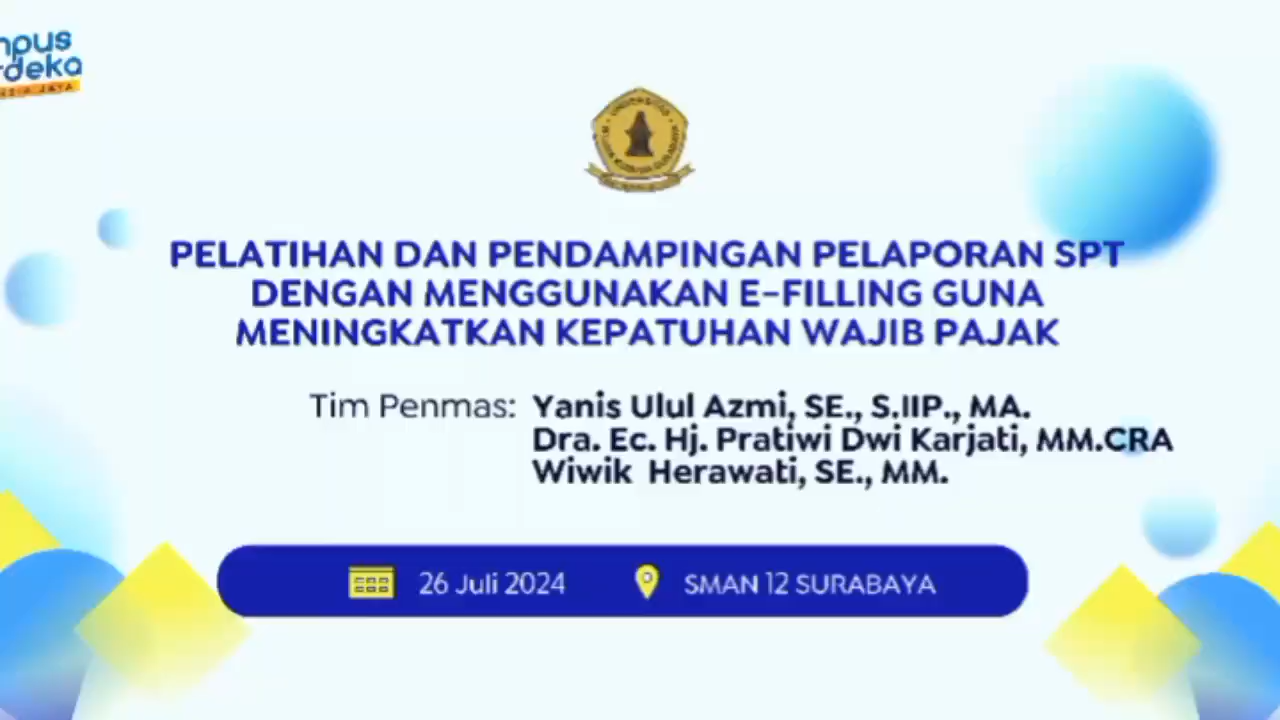 PELATIHAN DAN PENDAMPINGAN PELAPORAN SPT
DENGAN MENGGUNAKAN E-FILLING GUNA
MENINGKATKAN KEPATUHAN WAJIB PAJAK
Tim Penmas: Yanis Ulul Azmi, SE., S.IIP., MA.
Dra. Ec. Hj. Pratiwi Dwi Karjati, MM.CRA
Wiwik Herawati, SE., MM.
26 Juli 2024 SMAN 12 SURABAYA